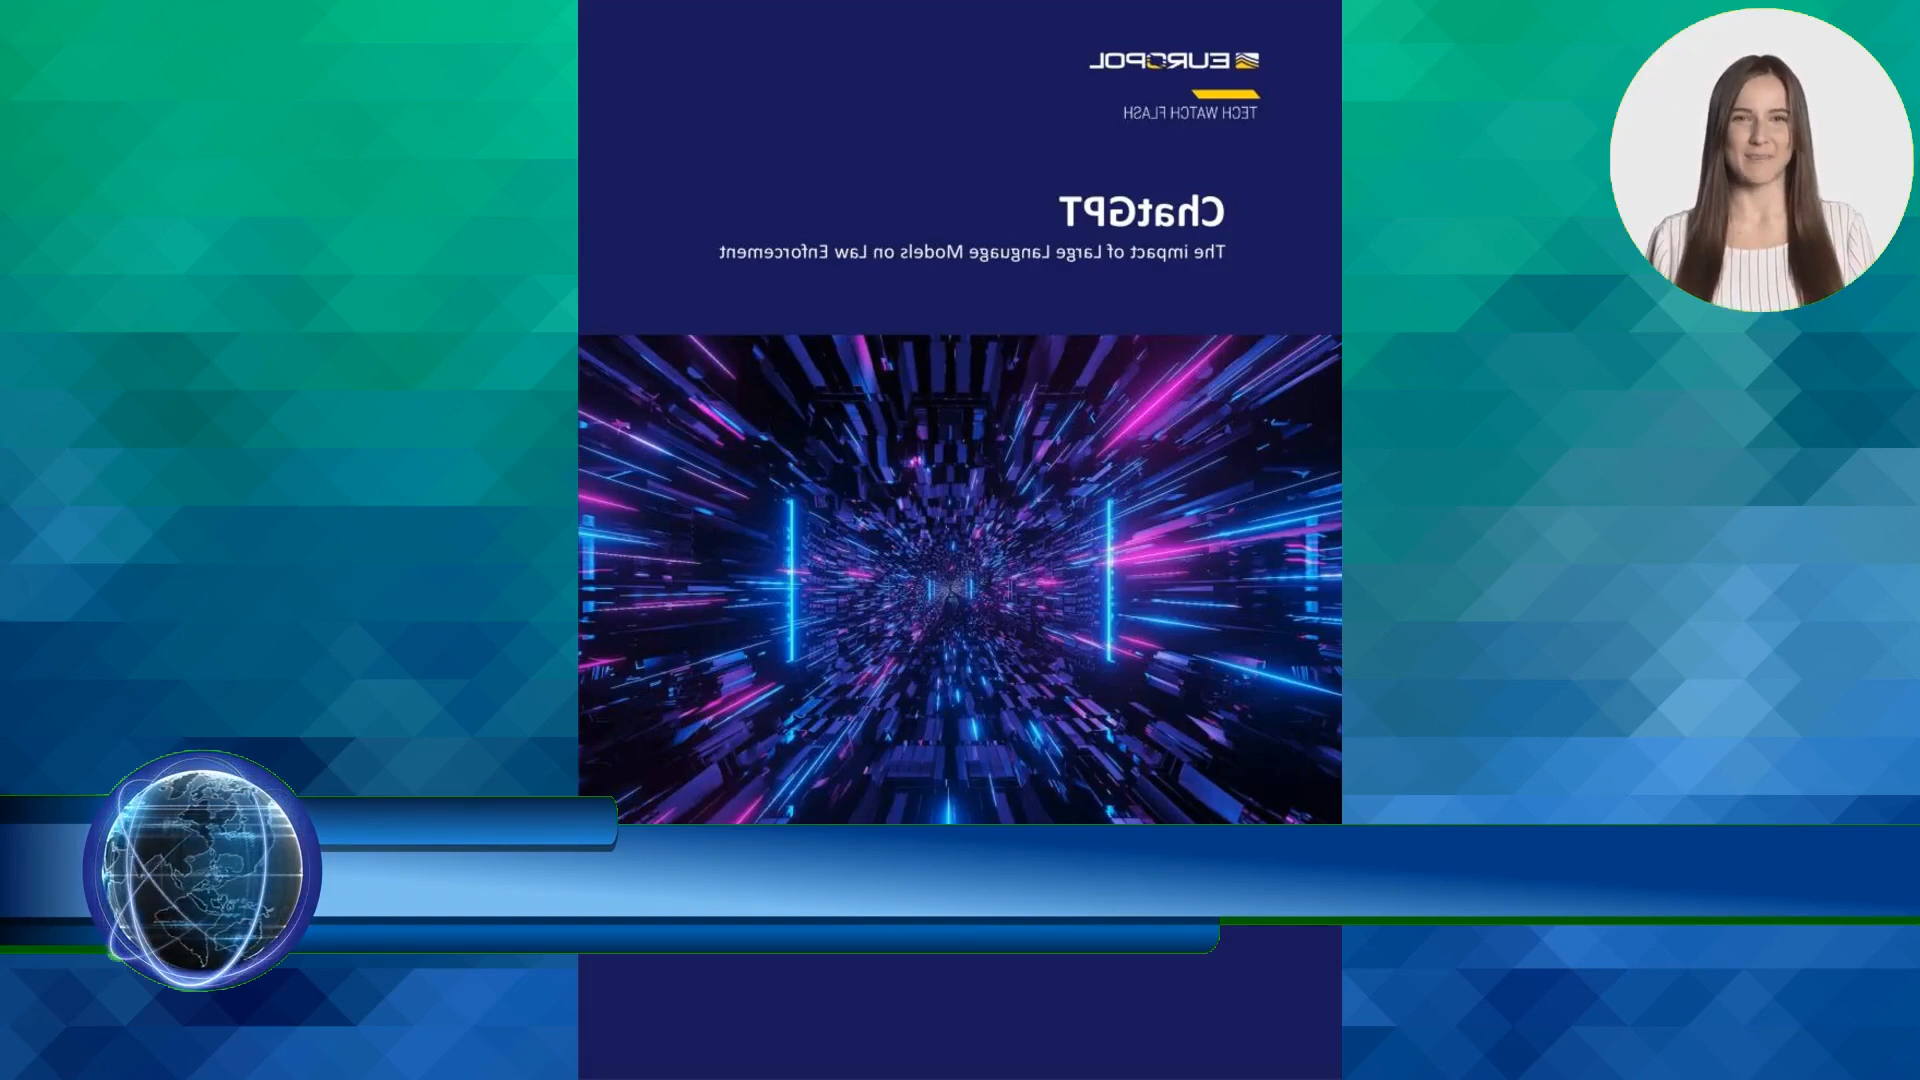 EUROPOL
TECH WATCH FLASH
ChatGPT
The impact of Large Language Models on Law Enforcement